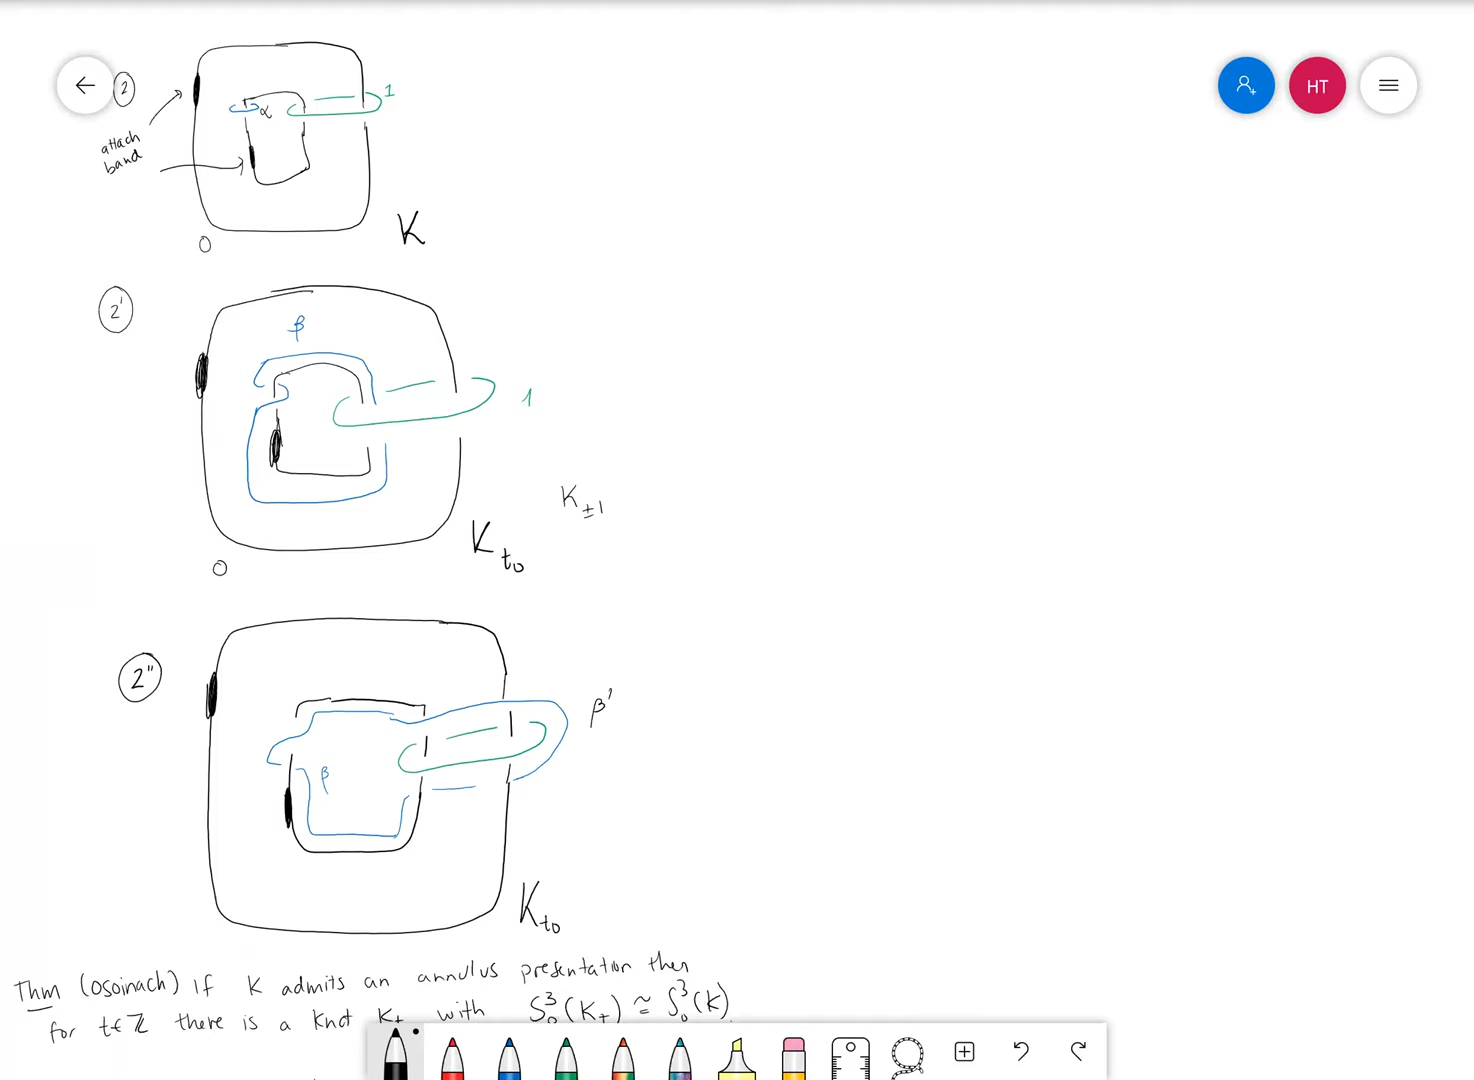 HT
2
α
1
attach
band
K
0
2'
β
1
K±1
Kt0
0
2"
β'
β
Kt0
Thm (Osoinach) If K admits an annulus presentation then
for t∈ℤ there is a knot Kt with S³₀(Kt) ≈ S³₀(K)